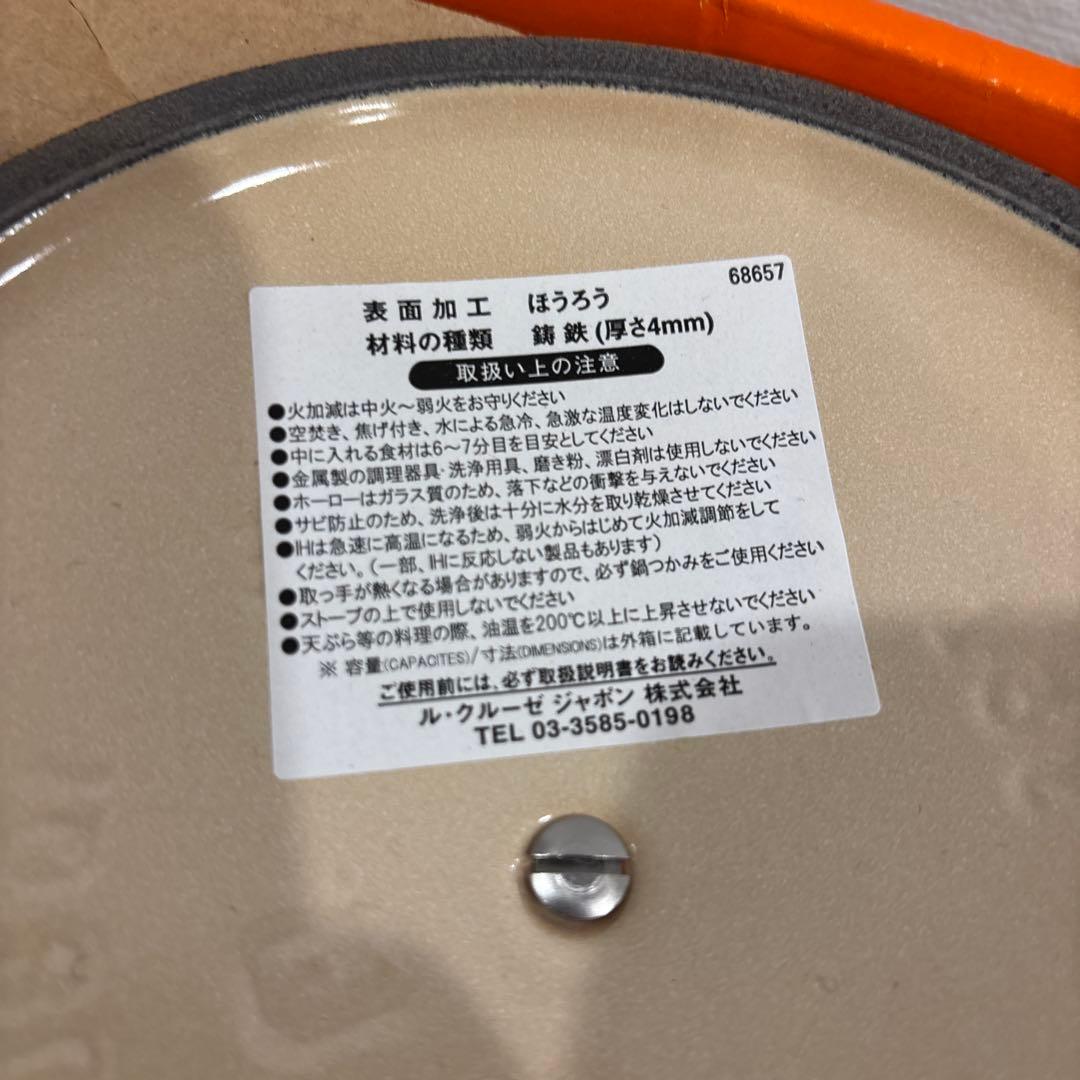 68657
表面加工 ほうろう
材料の種類 鋳鉄(厚さ4mm)
取扱い上の注意
●火加減は中火～弱火をお守りください
●空焚き、焦げ付き、水による急冷、急激な温度変化はしないでください
●中に入れる食材は6～7分目を目安としてください
●金属製の調理器具・洗浄用具、磨き粉、漂白剤は使用しないでください
●ホーローはガラス質のため、落下などの衝撃を与えないでください
●サビ防止のため、洗浄後は十分に水分を取り乾燥させてください
●IHは急速に高温になるため、弱火からはじめて火加減調節をして
ください。(一部、IHに反応しない製品もあります)
●取っ手が熱くなる場合がありますので、必ず鍋つかみをご使用ください
●ストーブの上で使用しないでください
●天ぷら等の料理の際、油温を200℃以上に上昇させないでください
※ 容量(CAPACITES)/寸法(DIMENSIONS)は外箱に記載しています。
ご使用前には、必ず取扱説明書をお読みください。
ル・クルーゼ ジャポン 株式会社
TEL 03-3585-0198